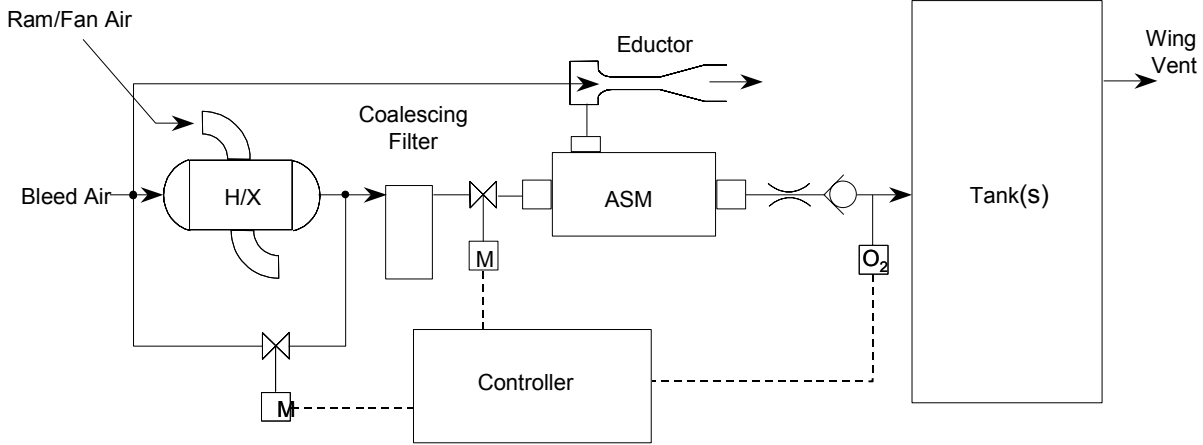 Ram/Fan Air
Eductor
Wing
Vent
Coalescing
Filter
Bleed Air
H/X
ASM
Tank(s)
M
O₂
Controller
M